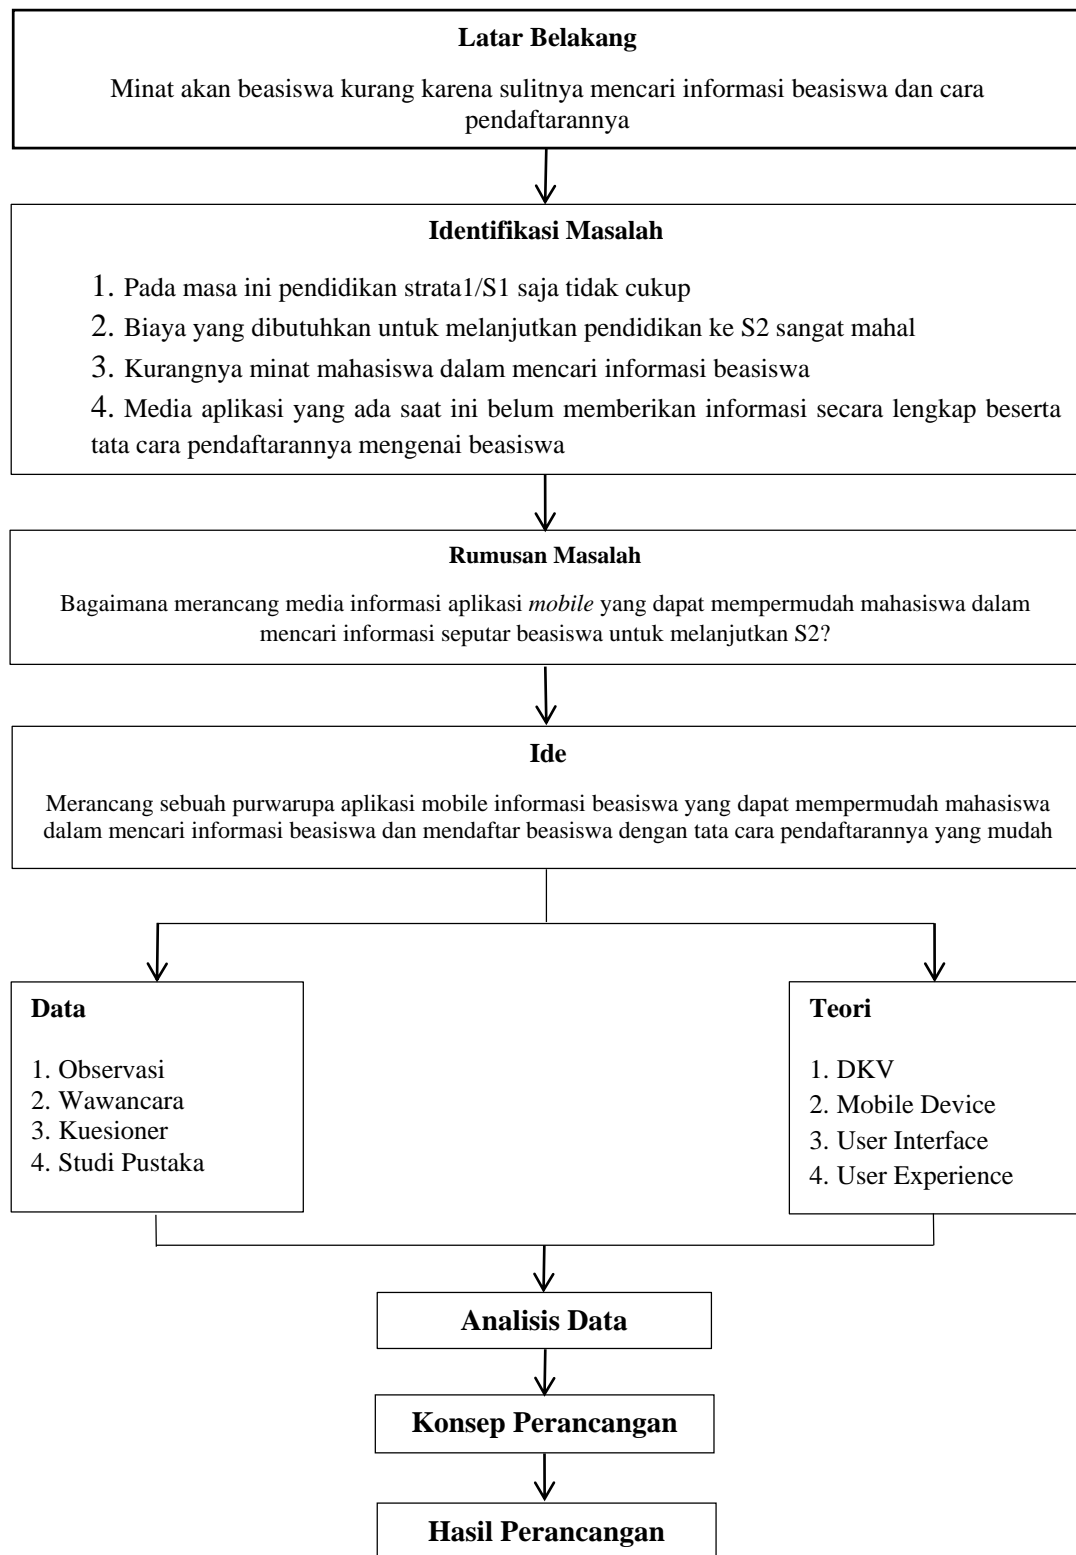 Latar Belakang
Minat akan beasiswa kurang karena sulitnya mencari informasi beasiswa dan cara
pendaftarannya
Identifikasi Masalah
1. Pada masa ini pendidikan strata1/S1 saja tidak cukup
2. Biaya yang dibutuhkan untuk melanjutkan pendidikan ke S2 sangat mahal
3. Kurangnya minat mahasiswa dalam mencari informasi beasiswa
4. Media aplikasi yang ada saat ini belum memberikan informasi secara lengkap beserta
tata cara pendaftarannya mengenai beasiswa
Rumusan Masalah
Bagaimana merancang media informasi aplikasi mobile yang dapat mempermudah mahasiswa dalam
mencari informasi seputar beasiswa untuk melanjutkan S2?
Ide
Merancang sebuah purwarupa aplikasi mobile informasi beasiswa yang dapat mempermudah mahasiswa
dalam mencari informasi beasiswa dan mendaftar beasiswa dengan tata cara pendaftarannya yang mudah
Data
1. Observasi
2. Wawancara
3. Kuesioner
4. Studi Pustaka
Teori
1. DKV
2. Mobile Device
3. User Interface
4. User Experience
Analisis Data
Konsep Perancangan
Hasil Perancangan